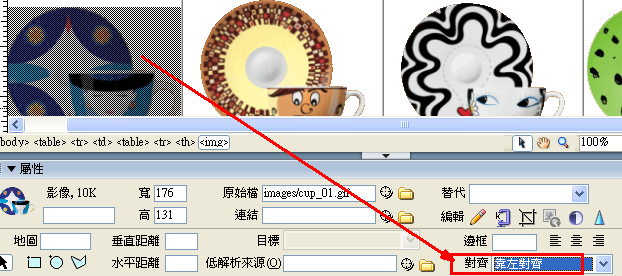 body> <table> <tr> <td> <table> <tr> <th> <img>
100%
屬性
影像, 10K
寬 176
原始檔 images/cup_01.gif
替代
高 131
連結
編輯
地圖
垂直距離
目標
邊框
水平距離
低解析來源(O)
對齊 靠左對齊